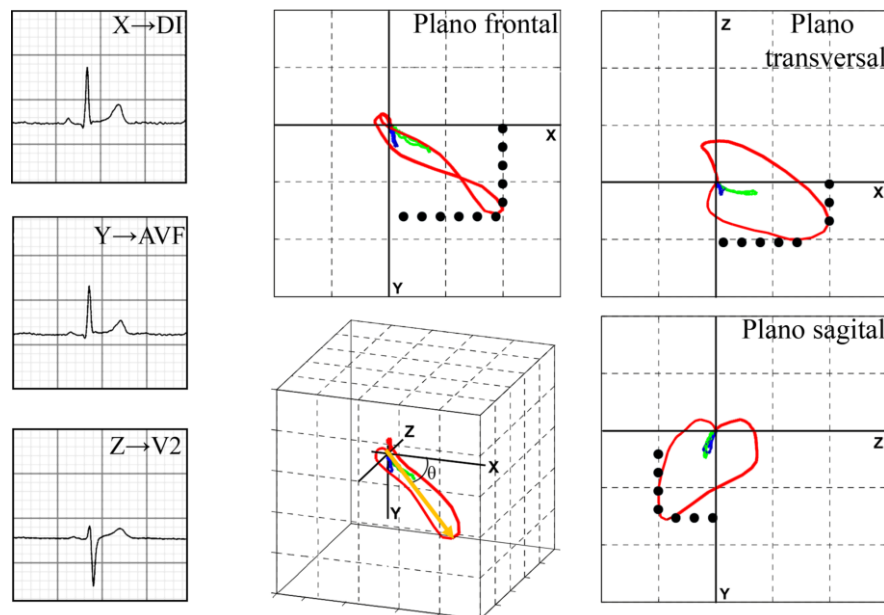 X→DI
Plano frontal
X
Y
Z
Plano
transversal
X
Y→AVF
Z→V2
Z
X
θ
Y
Plano sagital
Z
Y